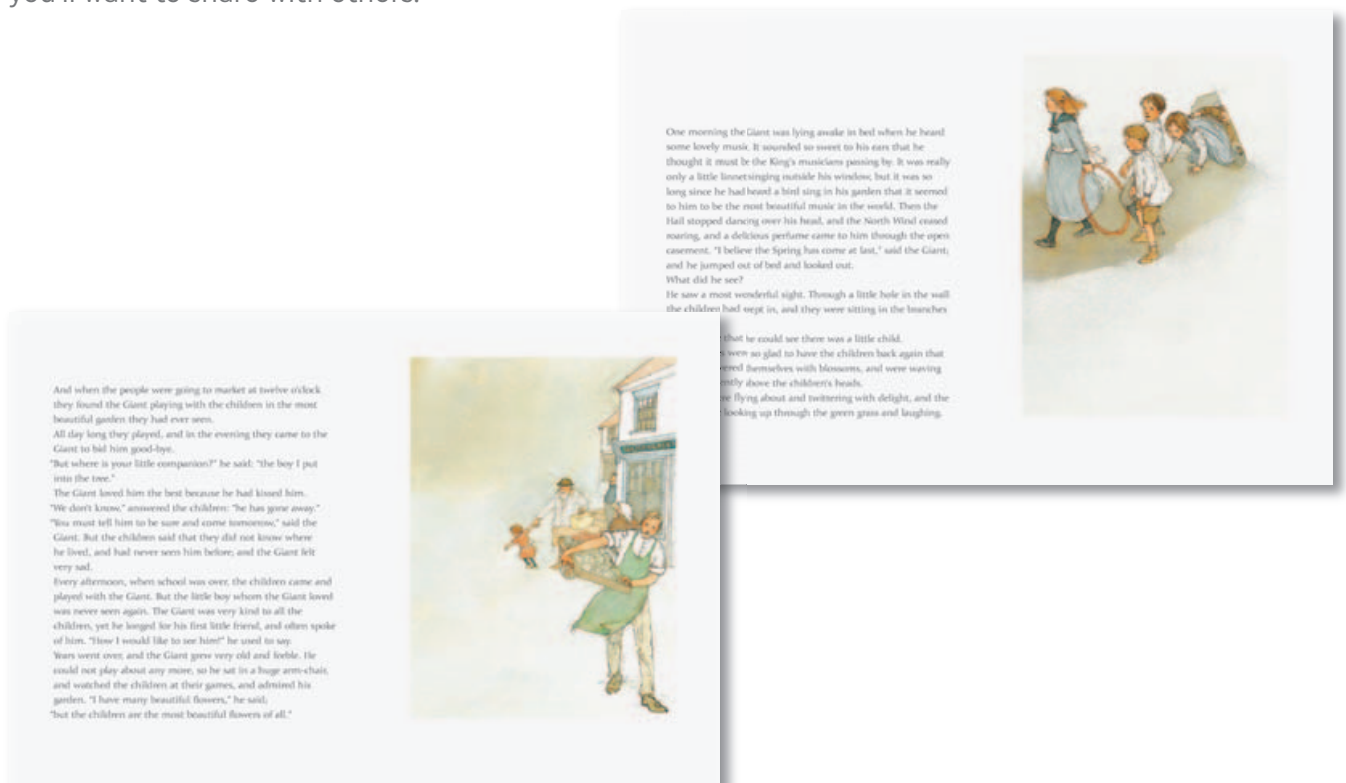 you'll want to share with others.
One morning the Giant was lying awake in bed when he heard
some lovely music. It sounded so sweet to his ears that he
thought it must be the King's musicians passing by. It was really
only a little linnet singing outside his window, but it was so
long since he had heard a bird sing in his garden that it seemed
to him to be the most beautiful music in the world. Then the
Hail stopped dancing over his head, and the North Wind ceased
roaring, and a delicious perfume came to him through the open
casement. "I believe the Spring has come at last," said the Giant;
and he jumped out of bed and looked out.
What did he see?
He saw a most wonderful sight. Through a little hole in the wall
the children had crept in, and they were sitting in the branches
that he could see there was a little child.
were so glad to have the children back again that
themselves with blossoms, and were waving
above the children's heads.
flying about and twittering with delight, and the
looking up through the green grass and laughing.
And when the people were going to market at twelve o'clock
they found the Giant playing with the children in the most
beautiful garden they had ever seen.
All day long they played, and in the evening they came to the
Giant to bid him good-bye.
"But where is your little companion?" he said: "the boy I put
into the tree."
The Giant loved him the best because he had kissed him.
"We don't know," answered the children: "he has gone away."
"You must tell him to be sure and come tomorrow," said the
Giant. But the children said that they did not know where
he lived, and had never seen him before; and the Giant felt
very sad.
Every afternoon, when school was over, the children came and
played with the Giant. But the little boy whom the Giant loved
was never seen again. The Giant was very kind to all the
children, yet he longed for his first little friend, and often spoke
of him. "How I would like to see him!" he used to say.
Years went over, and the Giant grew very old and feeble. He
could not play about any more, so he sat in a huge arm-chair,
and watched the children at their games, and admired his
garden. "I have many beautiful flowers," he said;
"but the children are the most beautiful flowers of all."